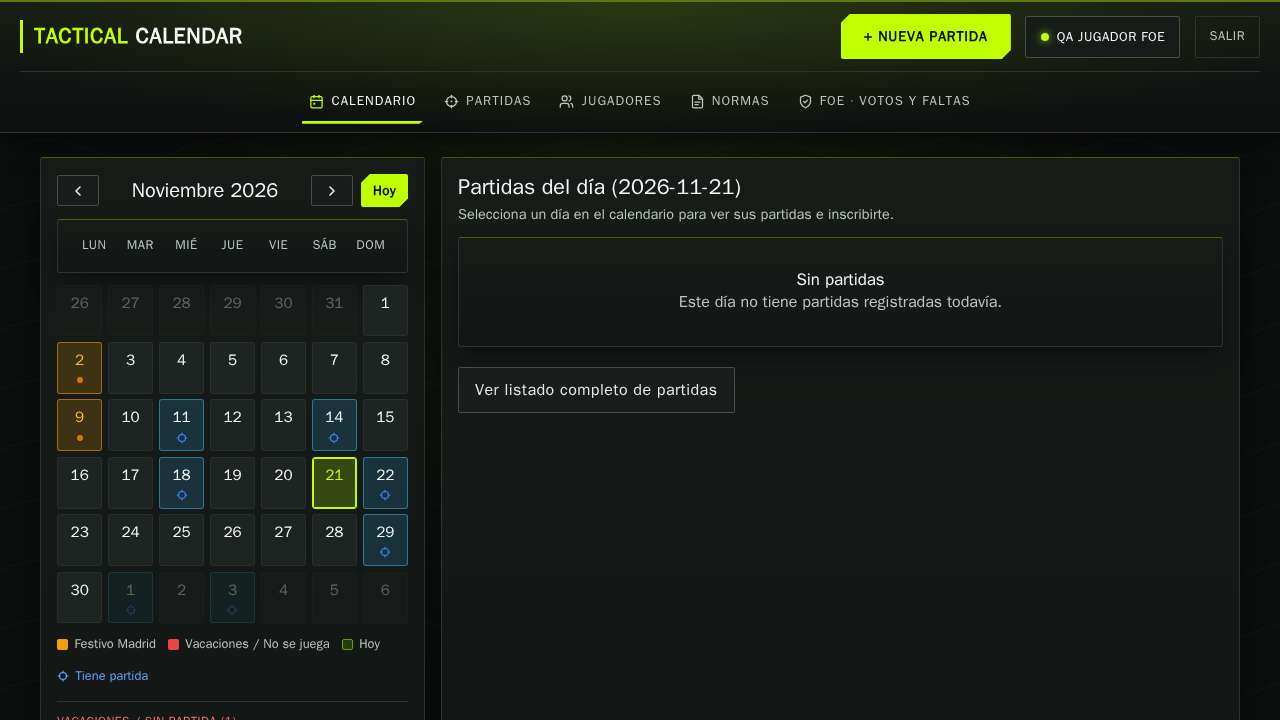 TACTICAL CALENDAR
+ NUEVA PARTIDA
QA JUGADOR FOE
SALIR
CALENDARIO
PARTIDAS
JUGADORES
NORMAS
FOE · VOTOS Y FALTAS
Noviembre 2026
Hoy
LUN MAR MIÉ JUE VIE SÁB DOM
26 27 28 29 30 31 1
2 3 4 5 6 7 8
9 10 11 12 13 14 15
16 17 18 19 20 21 22
23 24 25 26 27 28 29
30 1 2 3 4 5 6
Festivo Madrid
Vacaciones / No se juega
Hoy
Tiene partida
VACACIONES / SIN PARTIDA (1)
Partidas del día (2026-11-21)
Selecciona un día en el calendario para ver sus partidas e inscribirte.
Sin partidas
Este día no tiene partidas registradas todavía.
Ver listado completo de partidas